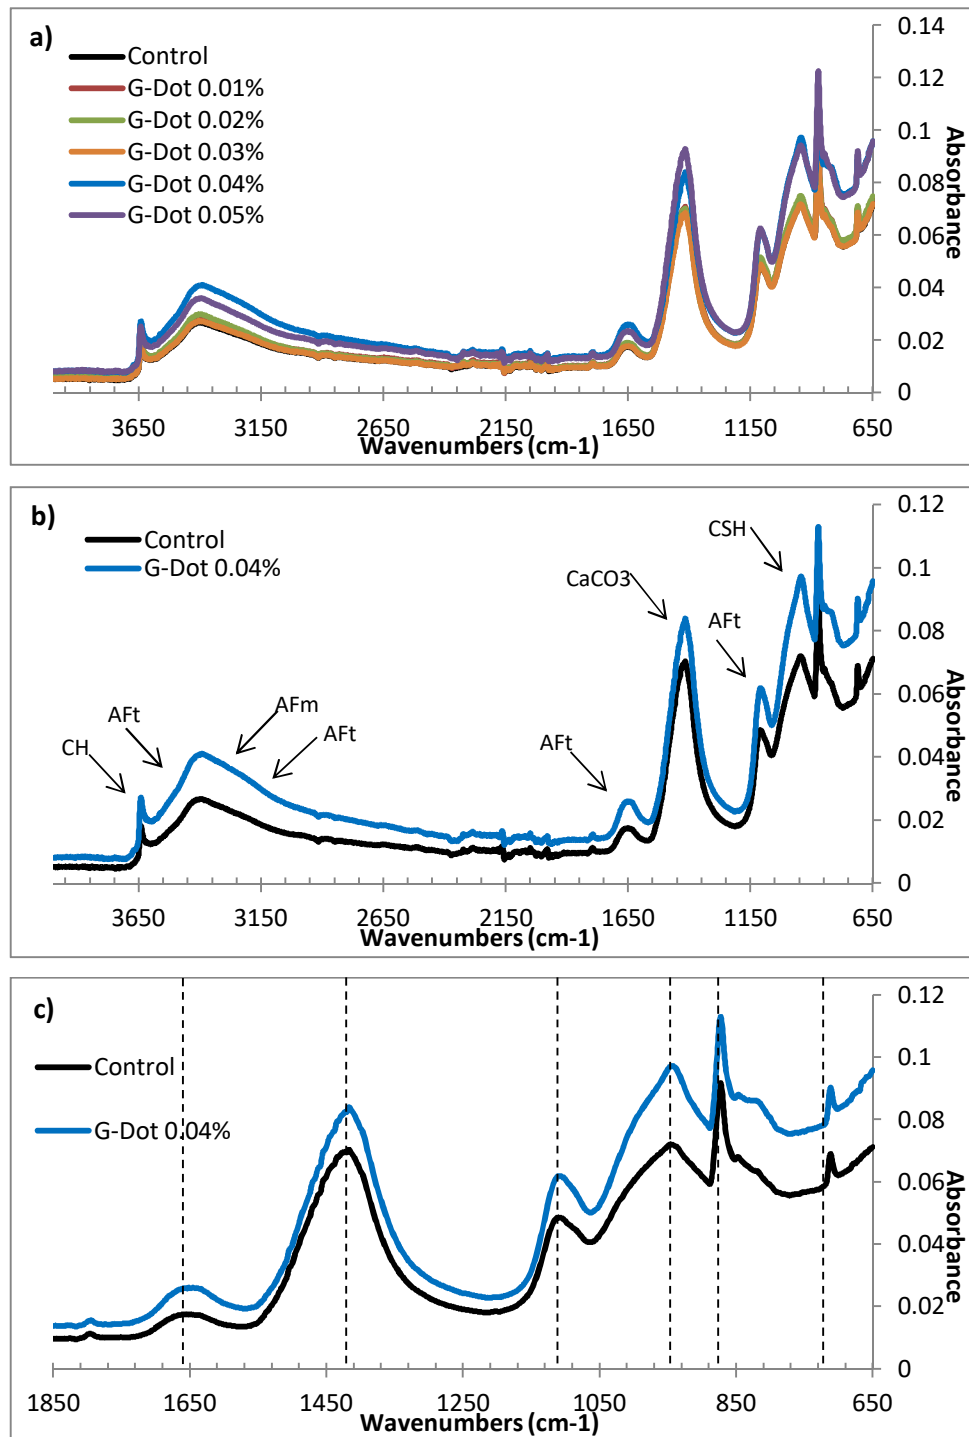 a)
Control
G-Dot 0.01%
G-Dot 0.02%
G-Dot 0.03%
G-Dot 0.04%
G-Dot 0.05%
0.14
0.12
0.1
0.08
0.06
0.04
0.02
0
Absorbance
3650 3150 2650 2150 1650 1150 650
Wavenumbers (cm-1)
b)
Control
G-Dot 0.04%
CH
AFt
AFm
AFt
AFt
CaCO3
AFt
CSH
0.12
0.1
0.08
0.06
0.04
0.02
0
Absorbance
3650 3150 2650 2150 1650 1150 650
Wavenumbers (cm-1)
c)
Control
G-Dot 0.04%
0.12
0.1
0.08
0.06
0.04
0.02
0
Absorbance
1850 1650 1450 1250 1050 850 650
Wavenumbers (cm-1)